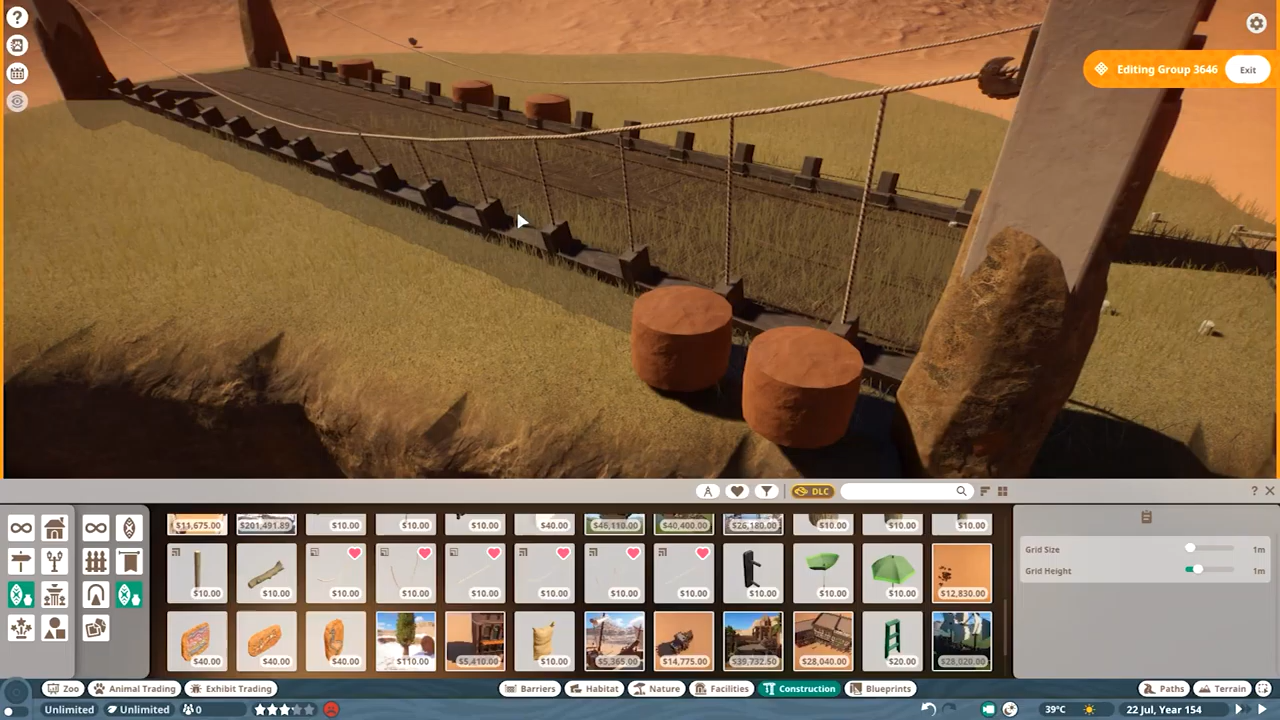 ?
Editing Group 3646
Exit
DLC
?
$11,675.00 $201,491.89 $10.00 $10.00 $10.00 $40.00 $46,110.00 $40,400.00 $26,180.00 $10.00 $10.00 $10.00
$10.00 $10.00 $10.00 $10.00 $10.00 $10.00 $10.00 $10.00 $10.00 $10.00 $10.00 $12,830.00
$40.00 $40.00 $40.00 $110.00 $5,410.00 $10.00 $5,365.00 $14,775.00 $39,732.50 $28,040.00 $20.00 $28,020.00
Grid Size 1m
Grid Height 1m
Zoo Animal Trading Exhibit Trading Barriers Habitat Nature Facilities Construction Blueprints Paths Terrain
Unlimited Unlimited 0 39°C 22 Jul, Year 154